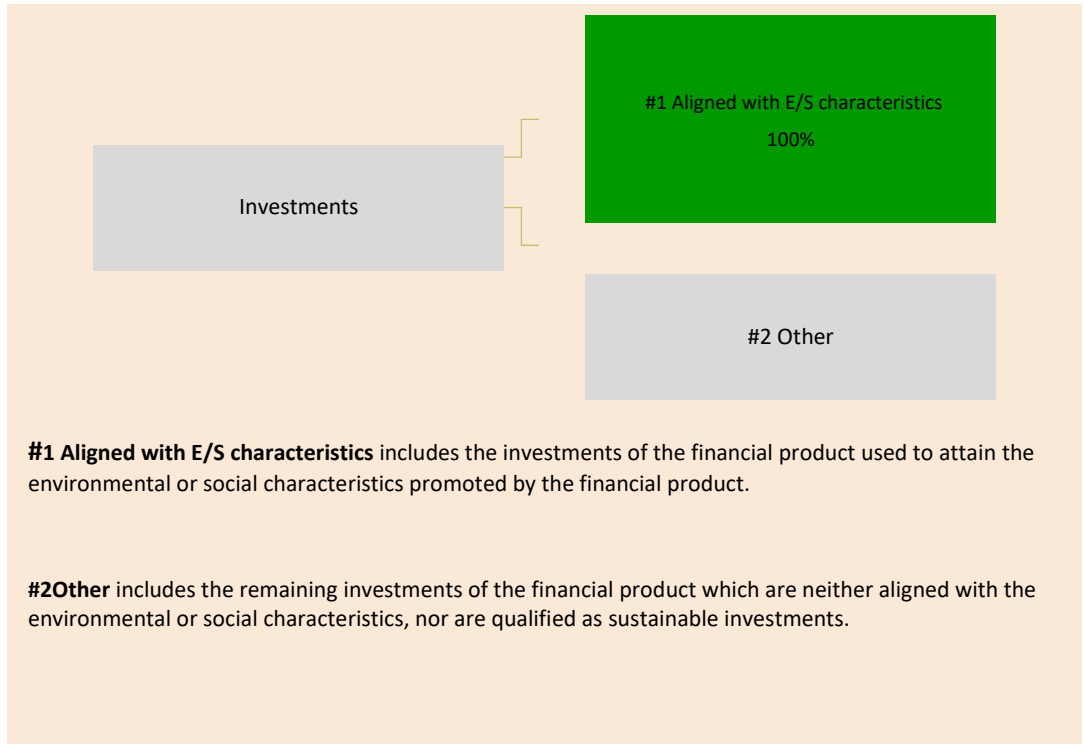 #1 Aligned with E/S characteristics
100%
Investments
#2 Other
#1 Aligned with E/S characteristics includes the investments of the financial product used to attain the
environmental or social characteristics promoted by the financial product.
#2Other includes the remaining investments of the financial product which are neither aligned with the
environmental or social characteristics, nor are qualified as sustainable investments.